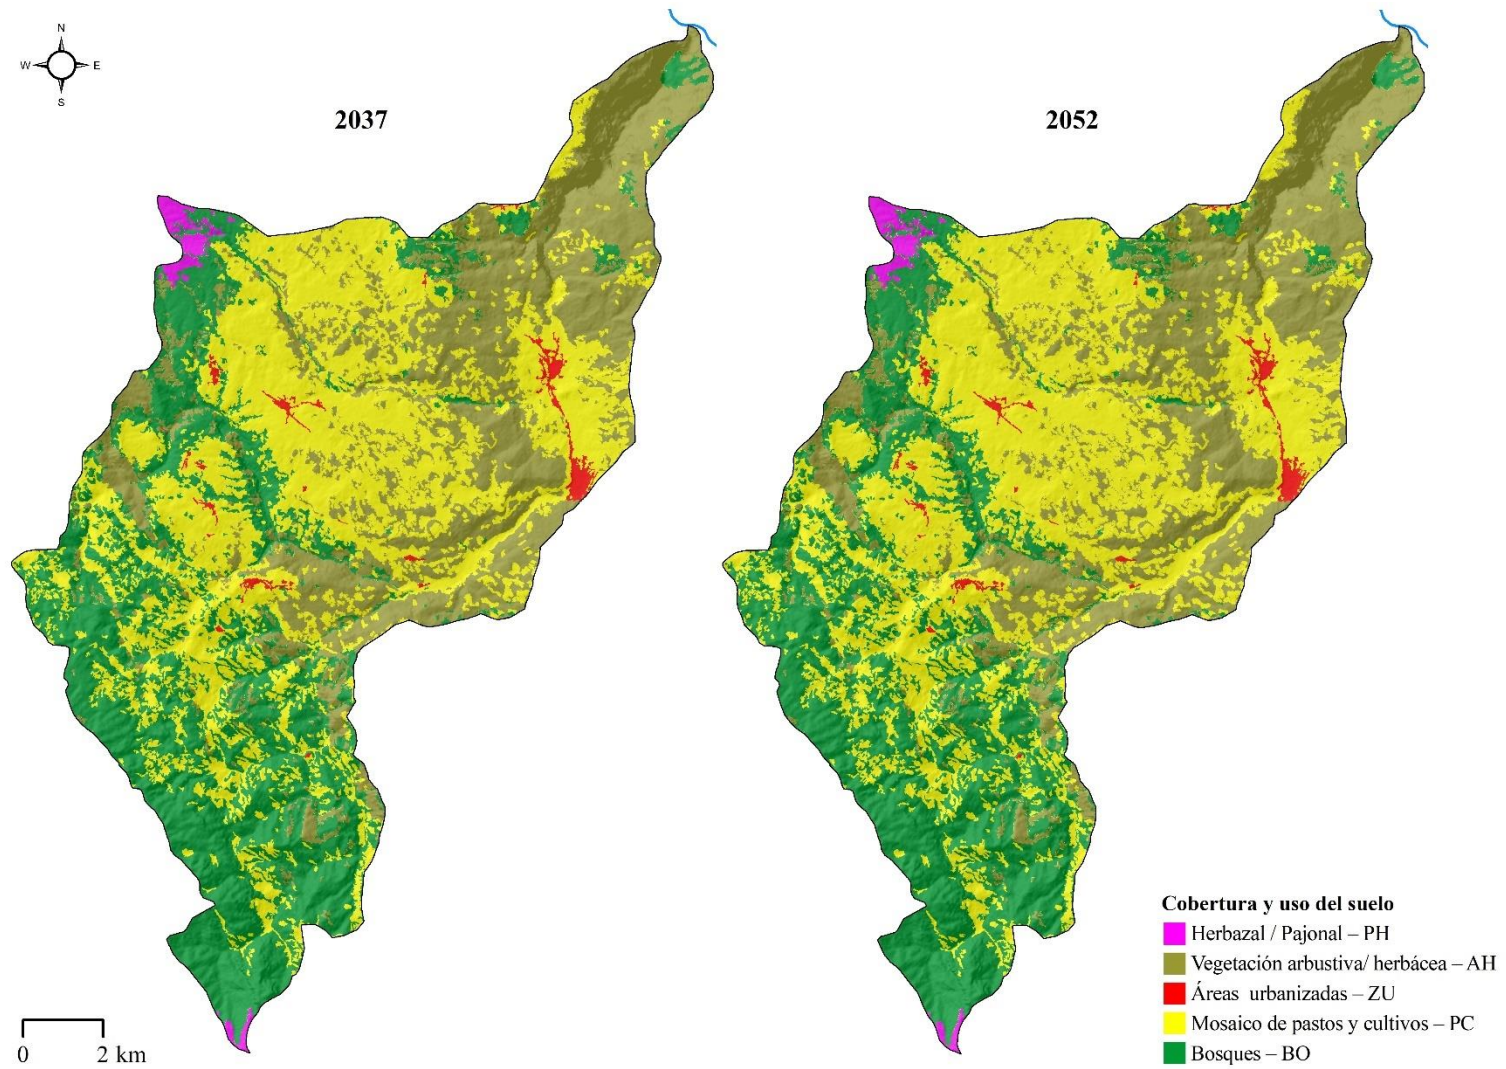 N
W E
S
2037
2052
Cobertura y uso del suelo
Herbazal / Pajonal – PH
Vegetación arbustiva/ herbácea – AH
Áreas urbanizadas – ZU
Mosaico de pastos y cultivos – PC
Bosques – BO
0 2 km